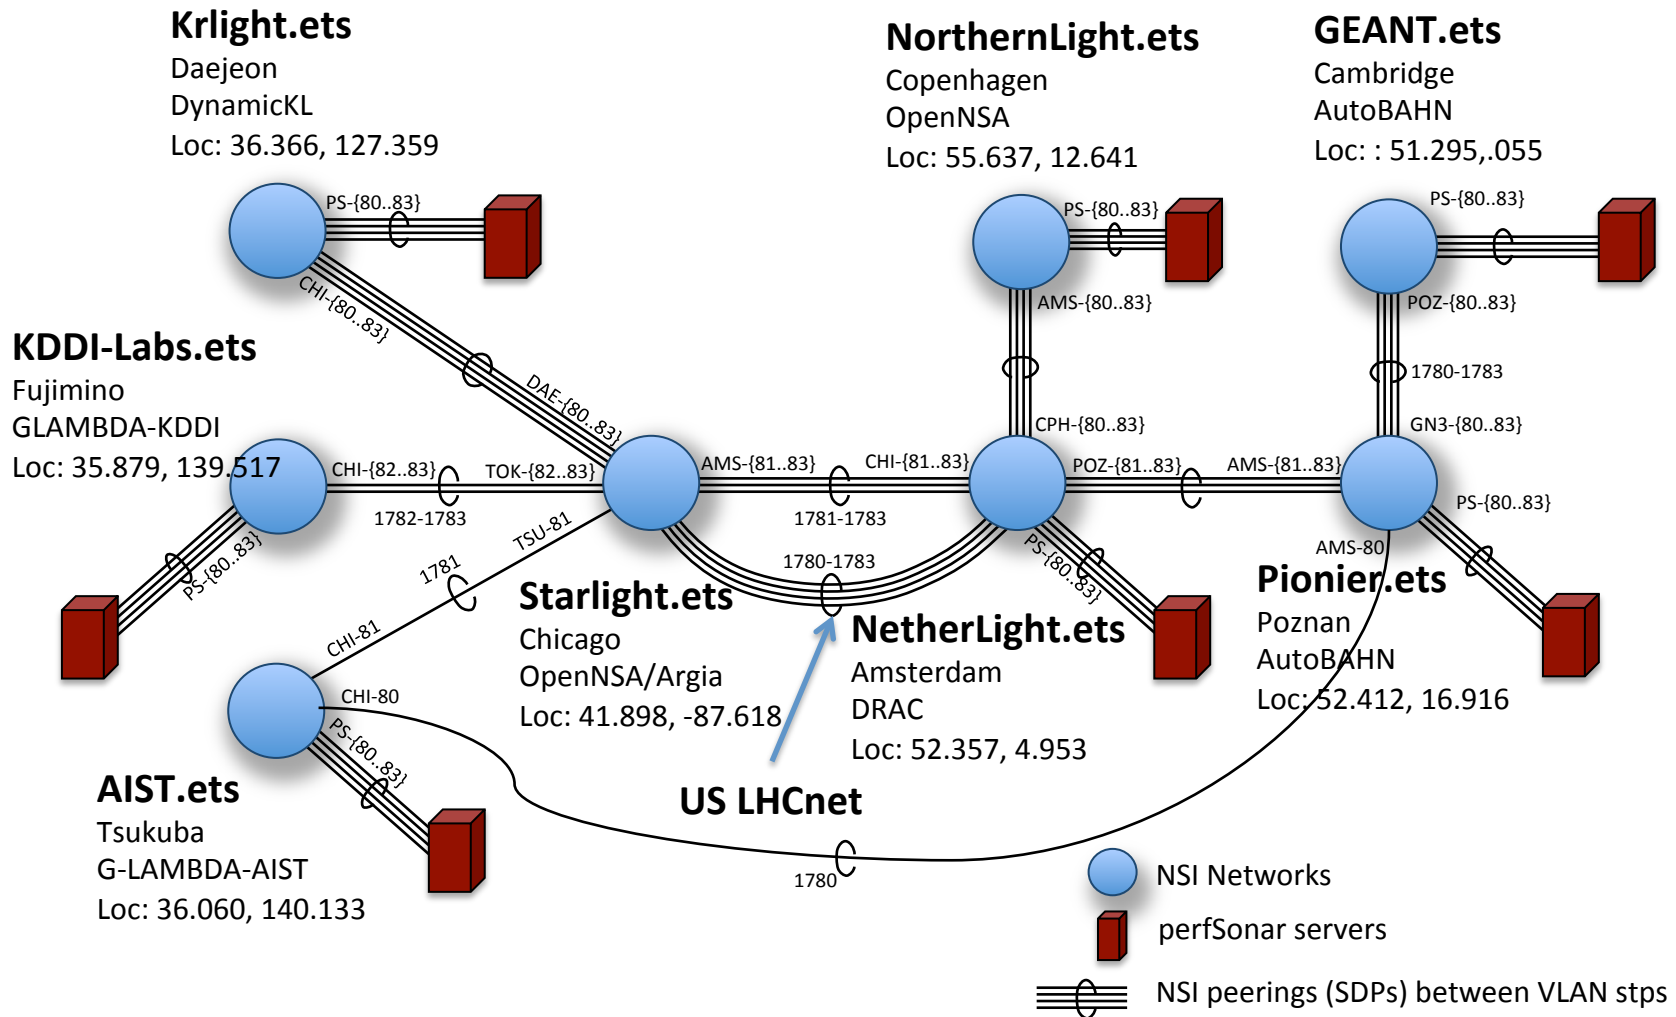 Krlight.ets
Daejeon
DynamicKL
Loc: 36.366, 127.359
NorthernLight.ets
Copenhagen
OpenNSA
Loc: 55.637, 12.641
GEANT.ets
Cambridge
AutoBAHN
Loc: : 51.295,.055
PS-{80..83}
PS-{80..83}
PS-{80..83}
CHI-{80..83}
AMS-{80..83}
POZ-{80..83}
KDDI-Labs.ets
Fujimino
GLAMBDA-KDDI
Loc: 35.879, 139.517
DAE-{80..83}
1780-1783
CPH-{80..83}
GN3-{80..83}
CHI-{82..83}
TOK-{82..83}
AMS-{81..83}
CHI-{81..83}
POZ-{81..83}
AMS-{81..83}
1782-1783
1781-1783
PS-{80..83}
PS-{80..83}
TSU-81
1781
1780-1783
PS-{80..83}
AMS-80
Starlight.ets
Chicago
OpenNSA/Argia
Loc: 41.898, -87.618
NetherLight.ets
Amsterdam
DRAC
Loc: 52.357, 4.953
Pionier.ets
Poznan
AutoBAHN
Loc: 52.412, 16.916
CHI-81
CHI-80
PS-{80..83}
AIST.ets
Tsukuba
G-LAMBDA-AIST
Loc: 36.060, 140.133
US LHCnet
1780
NSI Networks
perfSonar servers
NSI peerings (SDPs) between VLAN stps